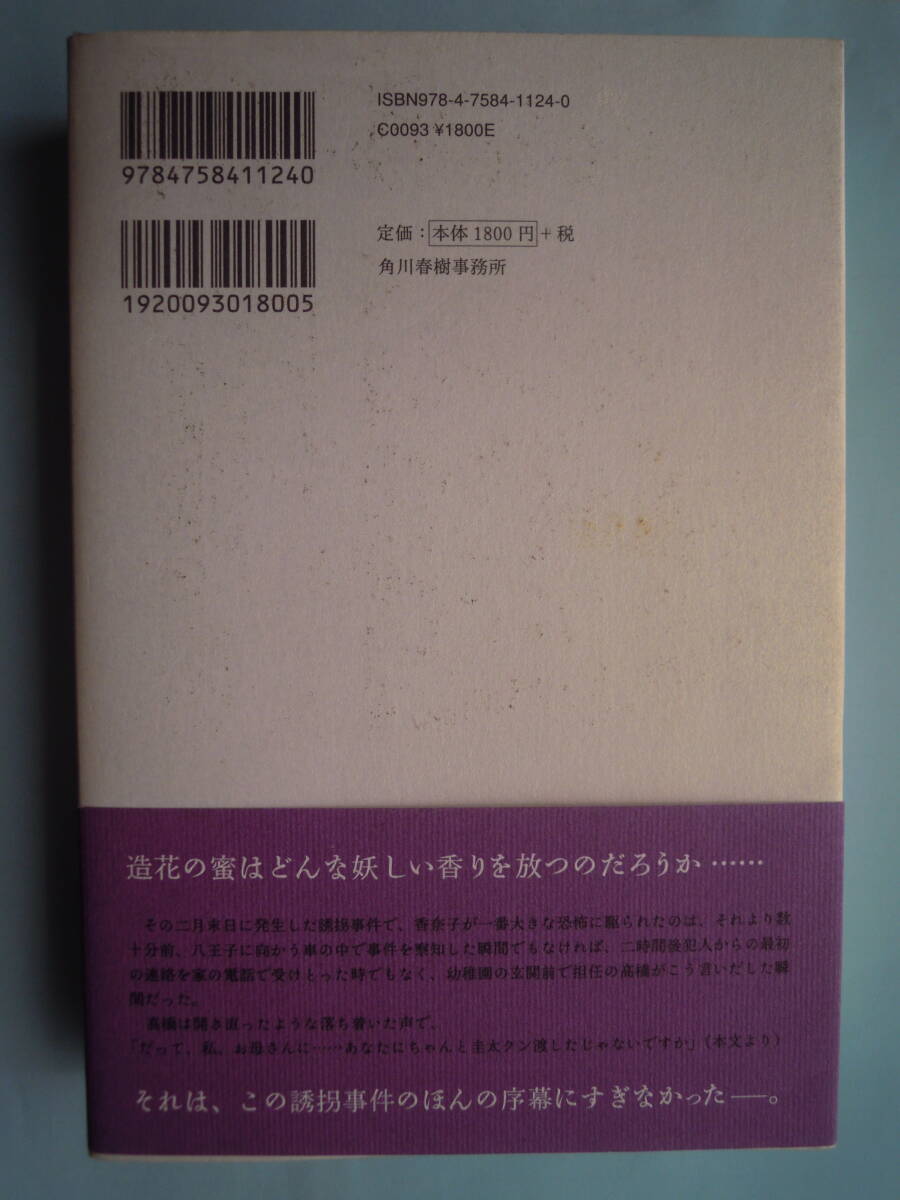 ISBN978-4-7584-1124-0
C0093 ¥1800E
9784758411240
定価：本体1800円+税
角川春樹事務所
1920093018005
造花の蜜はどんな妖しい香りを放つのだろうか……
その二月末日に発生した誘拐事件で、香奈子が一番大きな恐怖に駆られたのは、それより数
十分前、八王子に向かう車の中で事件を察知した瞬間でもなければ、二時間後犯人からの最初
の連絡を家の電話で受けとった時でもなく、幼稚園の玄関前で担任の高橋がこう言いだした瞬
間だった。
高橋は開き直ったような落ち着いた声で、
「だって、私、お母さんに……あなたにちゃんと圭太クン渡したじゃないですか」（本文より）
それは、この誘拐事件のほんの序幕にすぎなかった──。